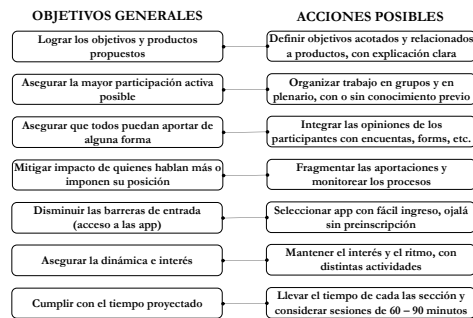 OBJETIVOS GENERALES
ACCIONES POSIBLES
Lograr los objetivos y productos
propuestos
Definir objetivos acotados y relacionados
a productos, con explicación clara
Asegurar la mayor participación activa
posible
Organizar trabajo en grupos y en
plenario, con o sin conocimiento previo
Asegurar que todos puedan aportar de
alguna forma
Integrar las opiniones de los
participantes con encuentas, forms, etc.
Mitigar impacto de quienes hablan más o
imponen su posición
Fragmentar las aportaciones y
monitorear los procesos
Disminuir las barreras de entrada
(acceso a las app)
Seleccionar app con fácil ingreso, ojalá
sin preinscripción
Asegurar la dinámica e interés
Mantener el interés y el ritmo, con
distintas actividades
Cumplir con el tiempo proyectado
Llevar el tiempo de cada las sección y
considerar sesiones de 60 – 90 minutos